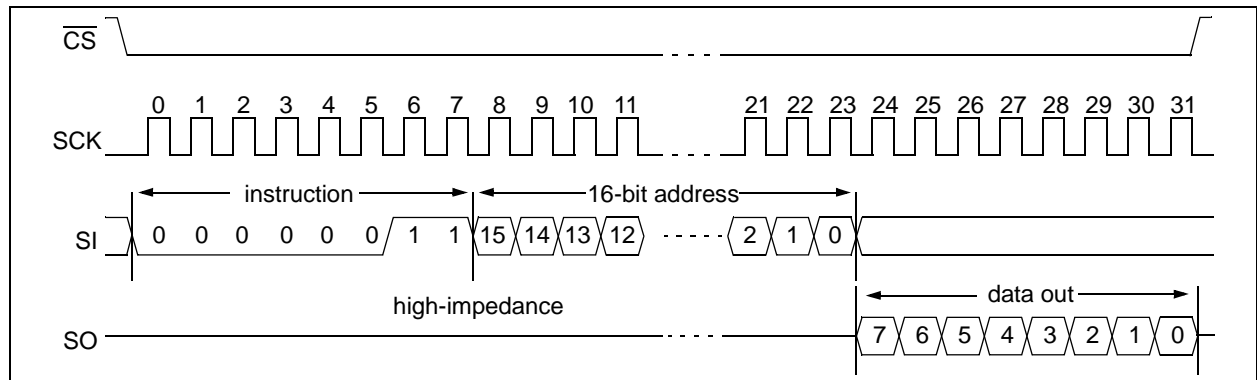 CS
0 1 2 3 4 5 6 7 8 9 10 11 21 22 23 24 25 26 27 28 29 30 31
SCK
instruction 16-bit address
SI 0 0 0 0 0 0 1 1 15 14 13 12 2 1 0
high-impedance data out
SO 7 6 5 4 3 2 1 0